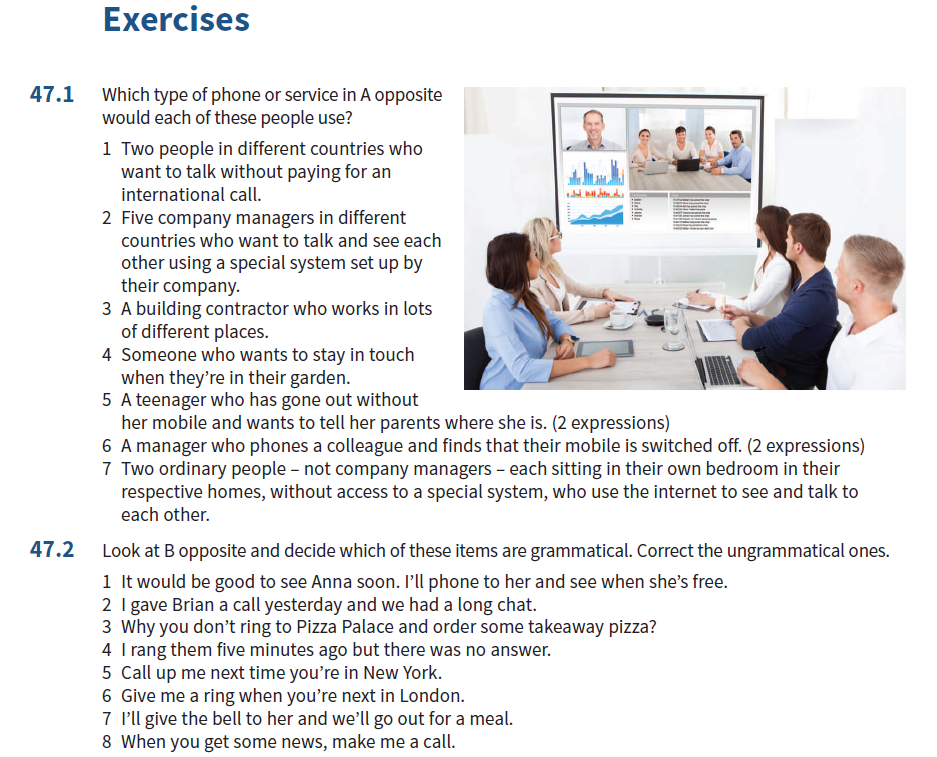 Exercises
47.1 Which type of phone or service in A opposite
would each of these people use?
1 Two people in different countries who
want to talk without paying for an
international call.
2 Five company managers in different
countries who want to talk and see each
other using a special system set up by
their company.
3 A building contractor who works in lots
of different places.
4 Someone who wants to stay in touch
when they’re in their garden.
5 A teenager who has gone out without
her mobile and wants to tell her parents where she is. (2 expressions)
6 A manager who phones a colleague and finds that their mobile is switched off. (2 expressions)
7 Two ordinary people – not company managers – each sitting in their own bedroom in their
respective homes, without access to a special system, who use the internet to see and talk to
each other.
47.2 Look at B opposite and decide which of these items are grammatical. Correct the ungrammatical ones.
1 It would be good to see Anna soon. I’ll phone to her and see when she’s free.
2 I gave Brian a call yesterday and we had a long chat.
3 Why you don’t ring to Pizza Palace and order some takeaway pizza?
4 I rang them five minutes ago but there was no answer.
5 Call up me next time you’re in New York.
6 Give me a ring when you’re next in London.
7 I’ll give the bell to her and we’ll go out for a meal.
8 When you get some news, make me a call.